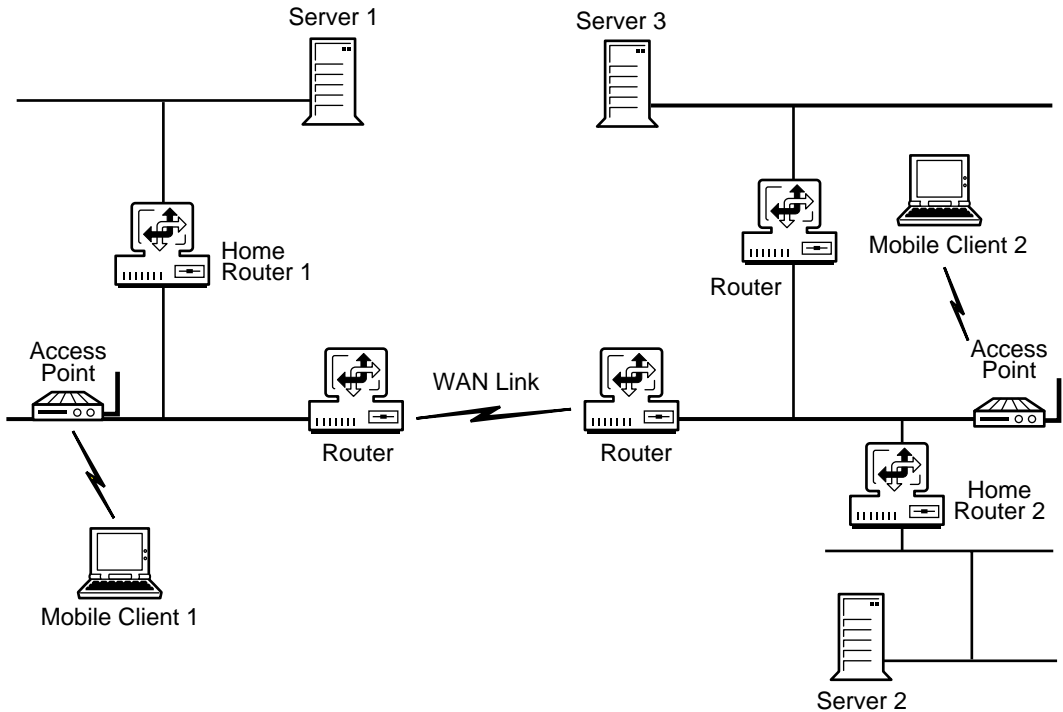 Server 1
Server 3
Home
Router 1
Mobile Client 2
Router
Access
Point
WAN Link
Access
Point
Router
Router
Home
Router 2
Mobile Client 1
Server 2